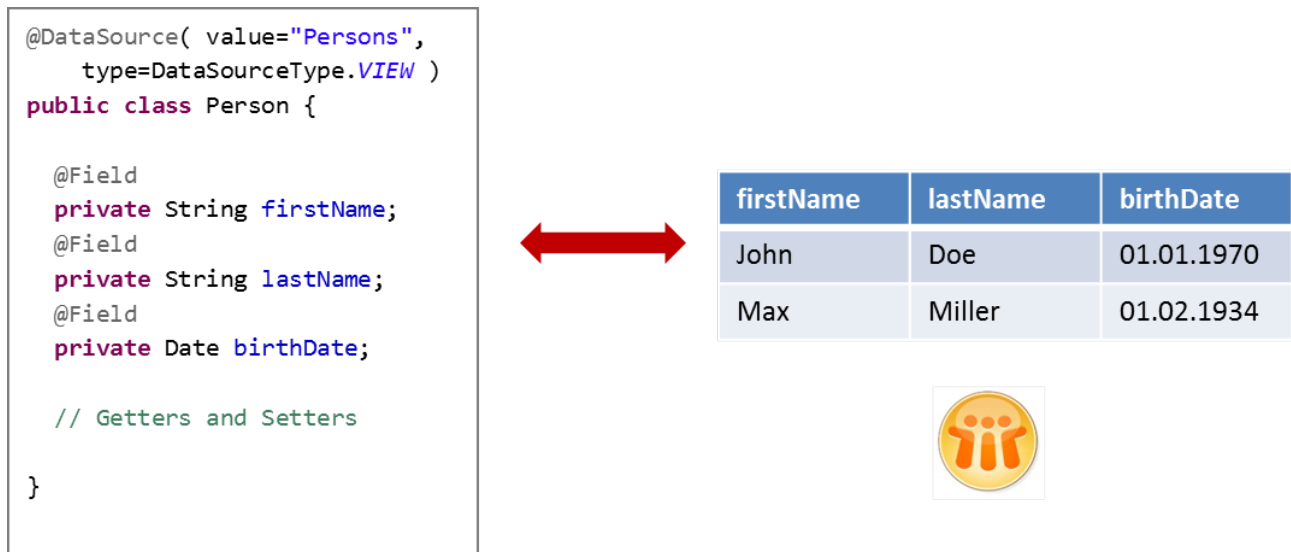 @DataSource( value="Persons",
type=DataSourceType.VIEW )
public class Person {
@Field
private String firstName;
@Field
private String lastName;
@Field
private Date birthDate;
// Getters and Setters
}
firstName lastName birthDate
John Doe 01.01.1970
Max Miller 01.02.1934